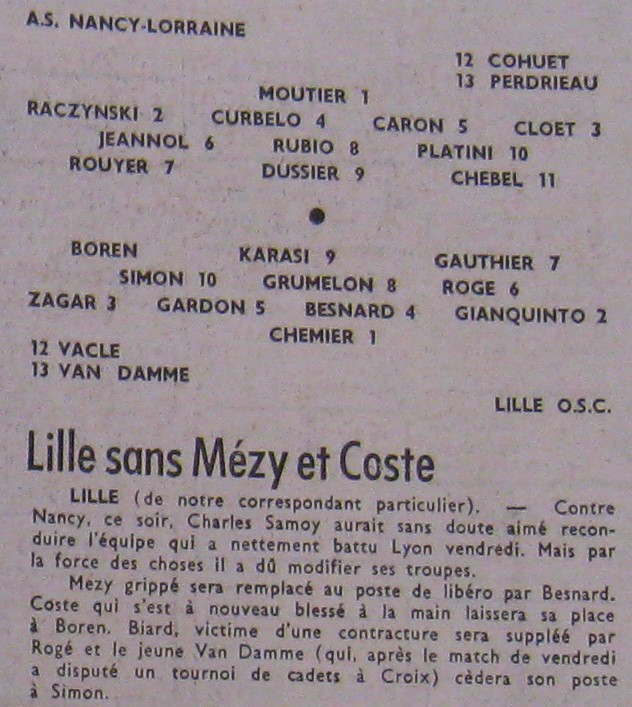 A.S. NANCY-LORRAINE
12 COHUET
13 PERDRIEAU
MOUTIER 1
RACZYNSKI 2 CURBELO 4 CARON 5 CLOET 3
JEANNOL 6 RUBIO 8 PLATINI 10
ROUYER 7 DUSSIER 9 CHEBEL 11
BOREN KARASI 9 GAUTHIER 7
SIMON 10 GRUMELON 8 ROGE 6
ZAGAR 3 GARDON 5 BESNARD 4 GIANQUINTO 2
CHEMIER 1
12 VACLE
13 VAN DAMME
LILLE O.S.C.
Lille sans Mézy et Coste
LILLE (de notre correspondant particulier). — Contre
Nancy, ce soir, Charles Samoy aurait sans doute aimé recon-
duire l'équipe qui a nettement battu Lyon vendredi. Mais par
la force des choses il a dû modifier ses troupes.
Mezy grippé sera remplacé au poste de libéro par Besnard.
Coste qui s'est à nouveau blessé à la main laissera sa place
à Boren. Biard, victime d'une contracture sera suppléé par
Rogé et le jeune Van Damme (qui, après le match de vendredi
a disputé un tournoi de cadets à Croix) cèdera son poste
à Simon.